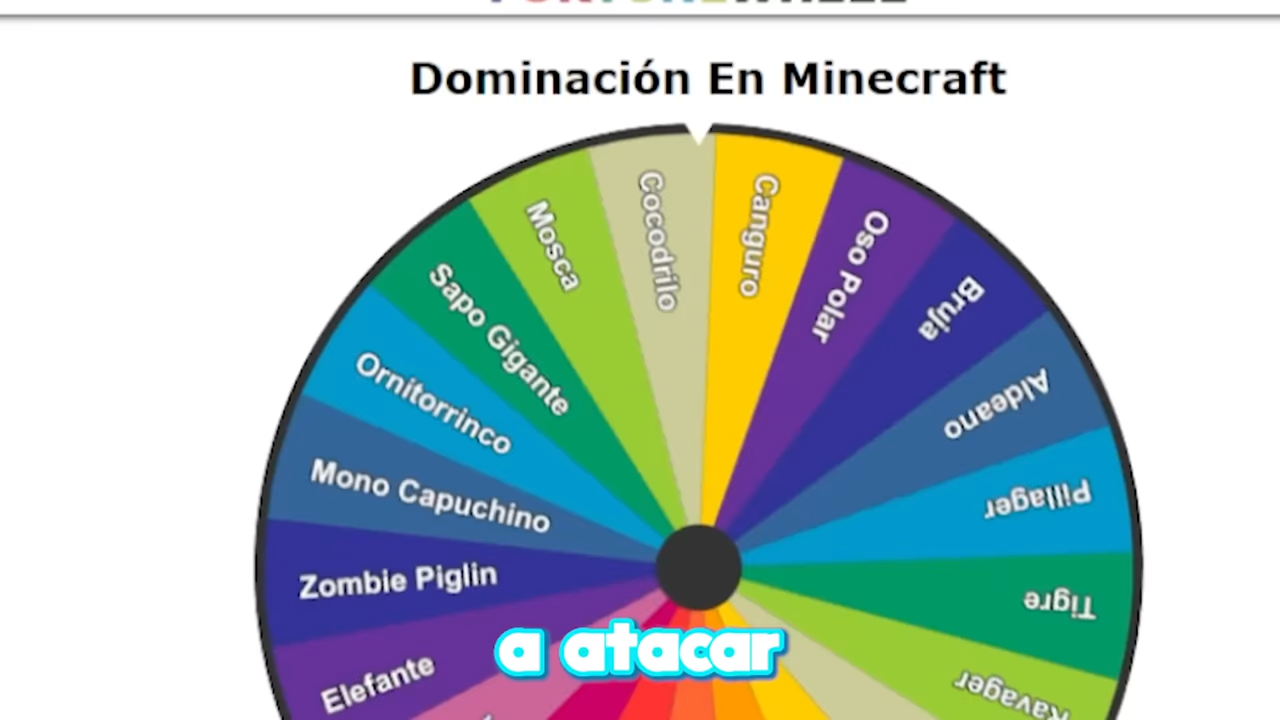 Dominación En Minecraft
Cocodrilo
Canguro
Mosca
Oso Polar
Sapo Gigante
Bruja
Ornitorrinco
Aldeano
Mono Capuchino
Pillager
Zombie Piglin
Tigre
a atacar
Elefante
Ravager